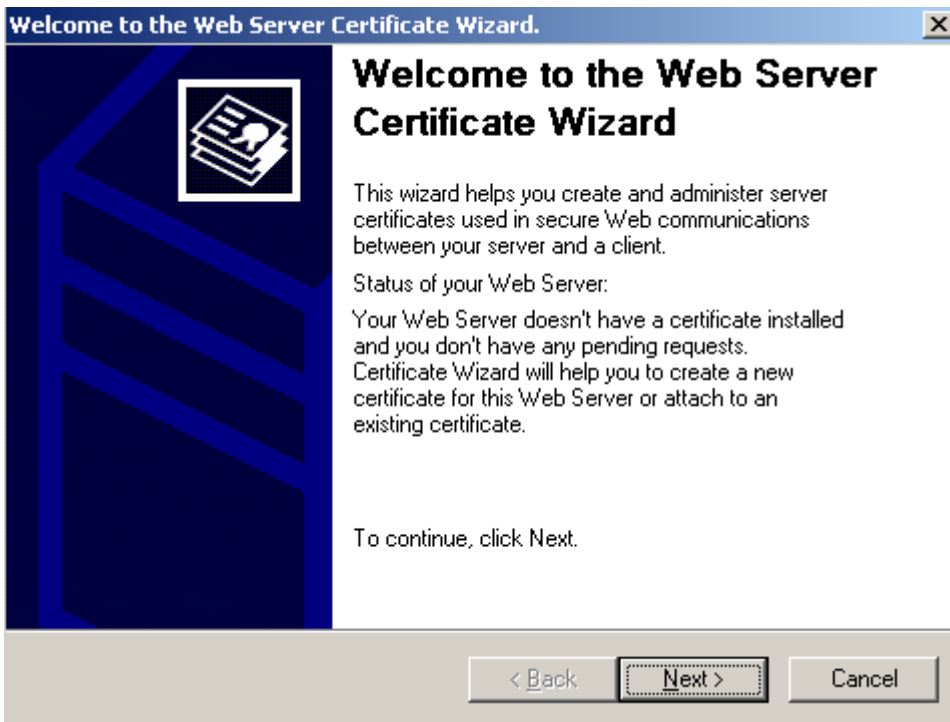 Welcome to the Web Server Certificate Wizard.
Welcome to the Web Server
Certificate Wizard
This wizard helps you create and administer server
certificates used in secure Web communications
between your server and a client.
Status of your Web Server:
Your Web Server doesn't have a certificate installed
and you don't have any pending requests.
Certificate Wizard will help you to create a new
certificate for this Web Server or attach to an
existing certificate.
To continue, click Next.
< Back
Next >
Cancel